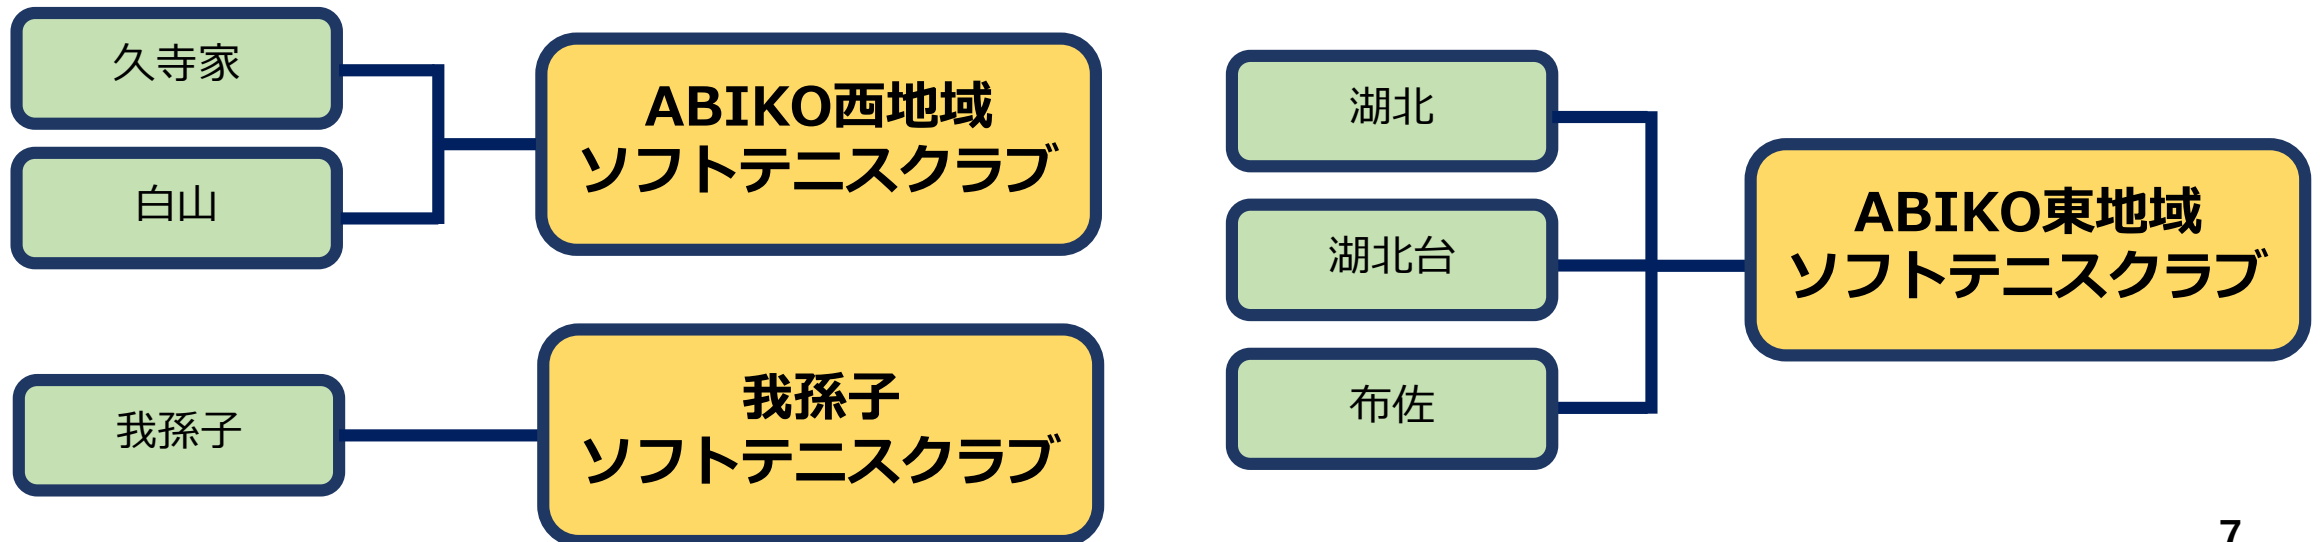 久寺家
白山
ABIKO西地域
ソフトテニスクラブ
我孫子
我孫子
ソフトテニスクラブ
湖北
湖北台
布佐
ABIKO東地域
ソフトテニスクラブ
7